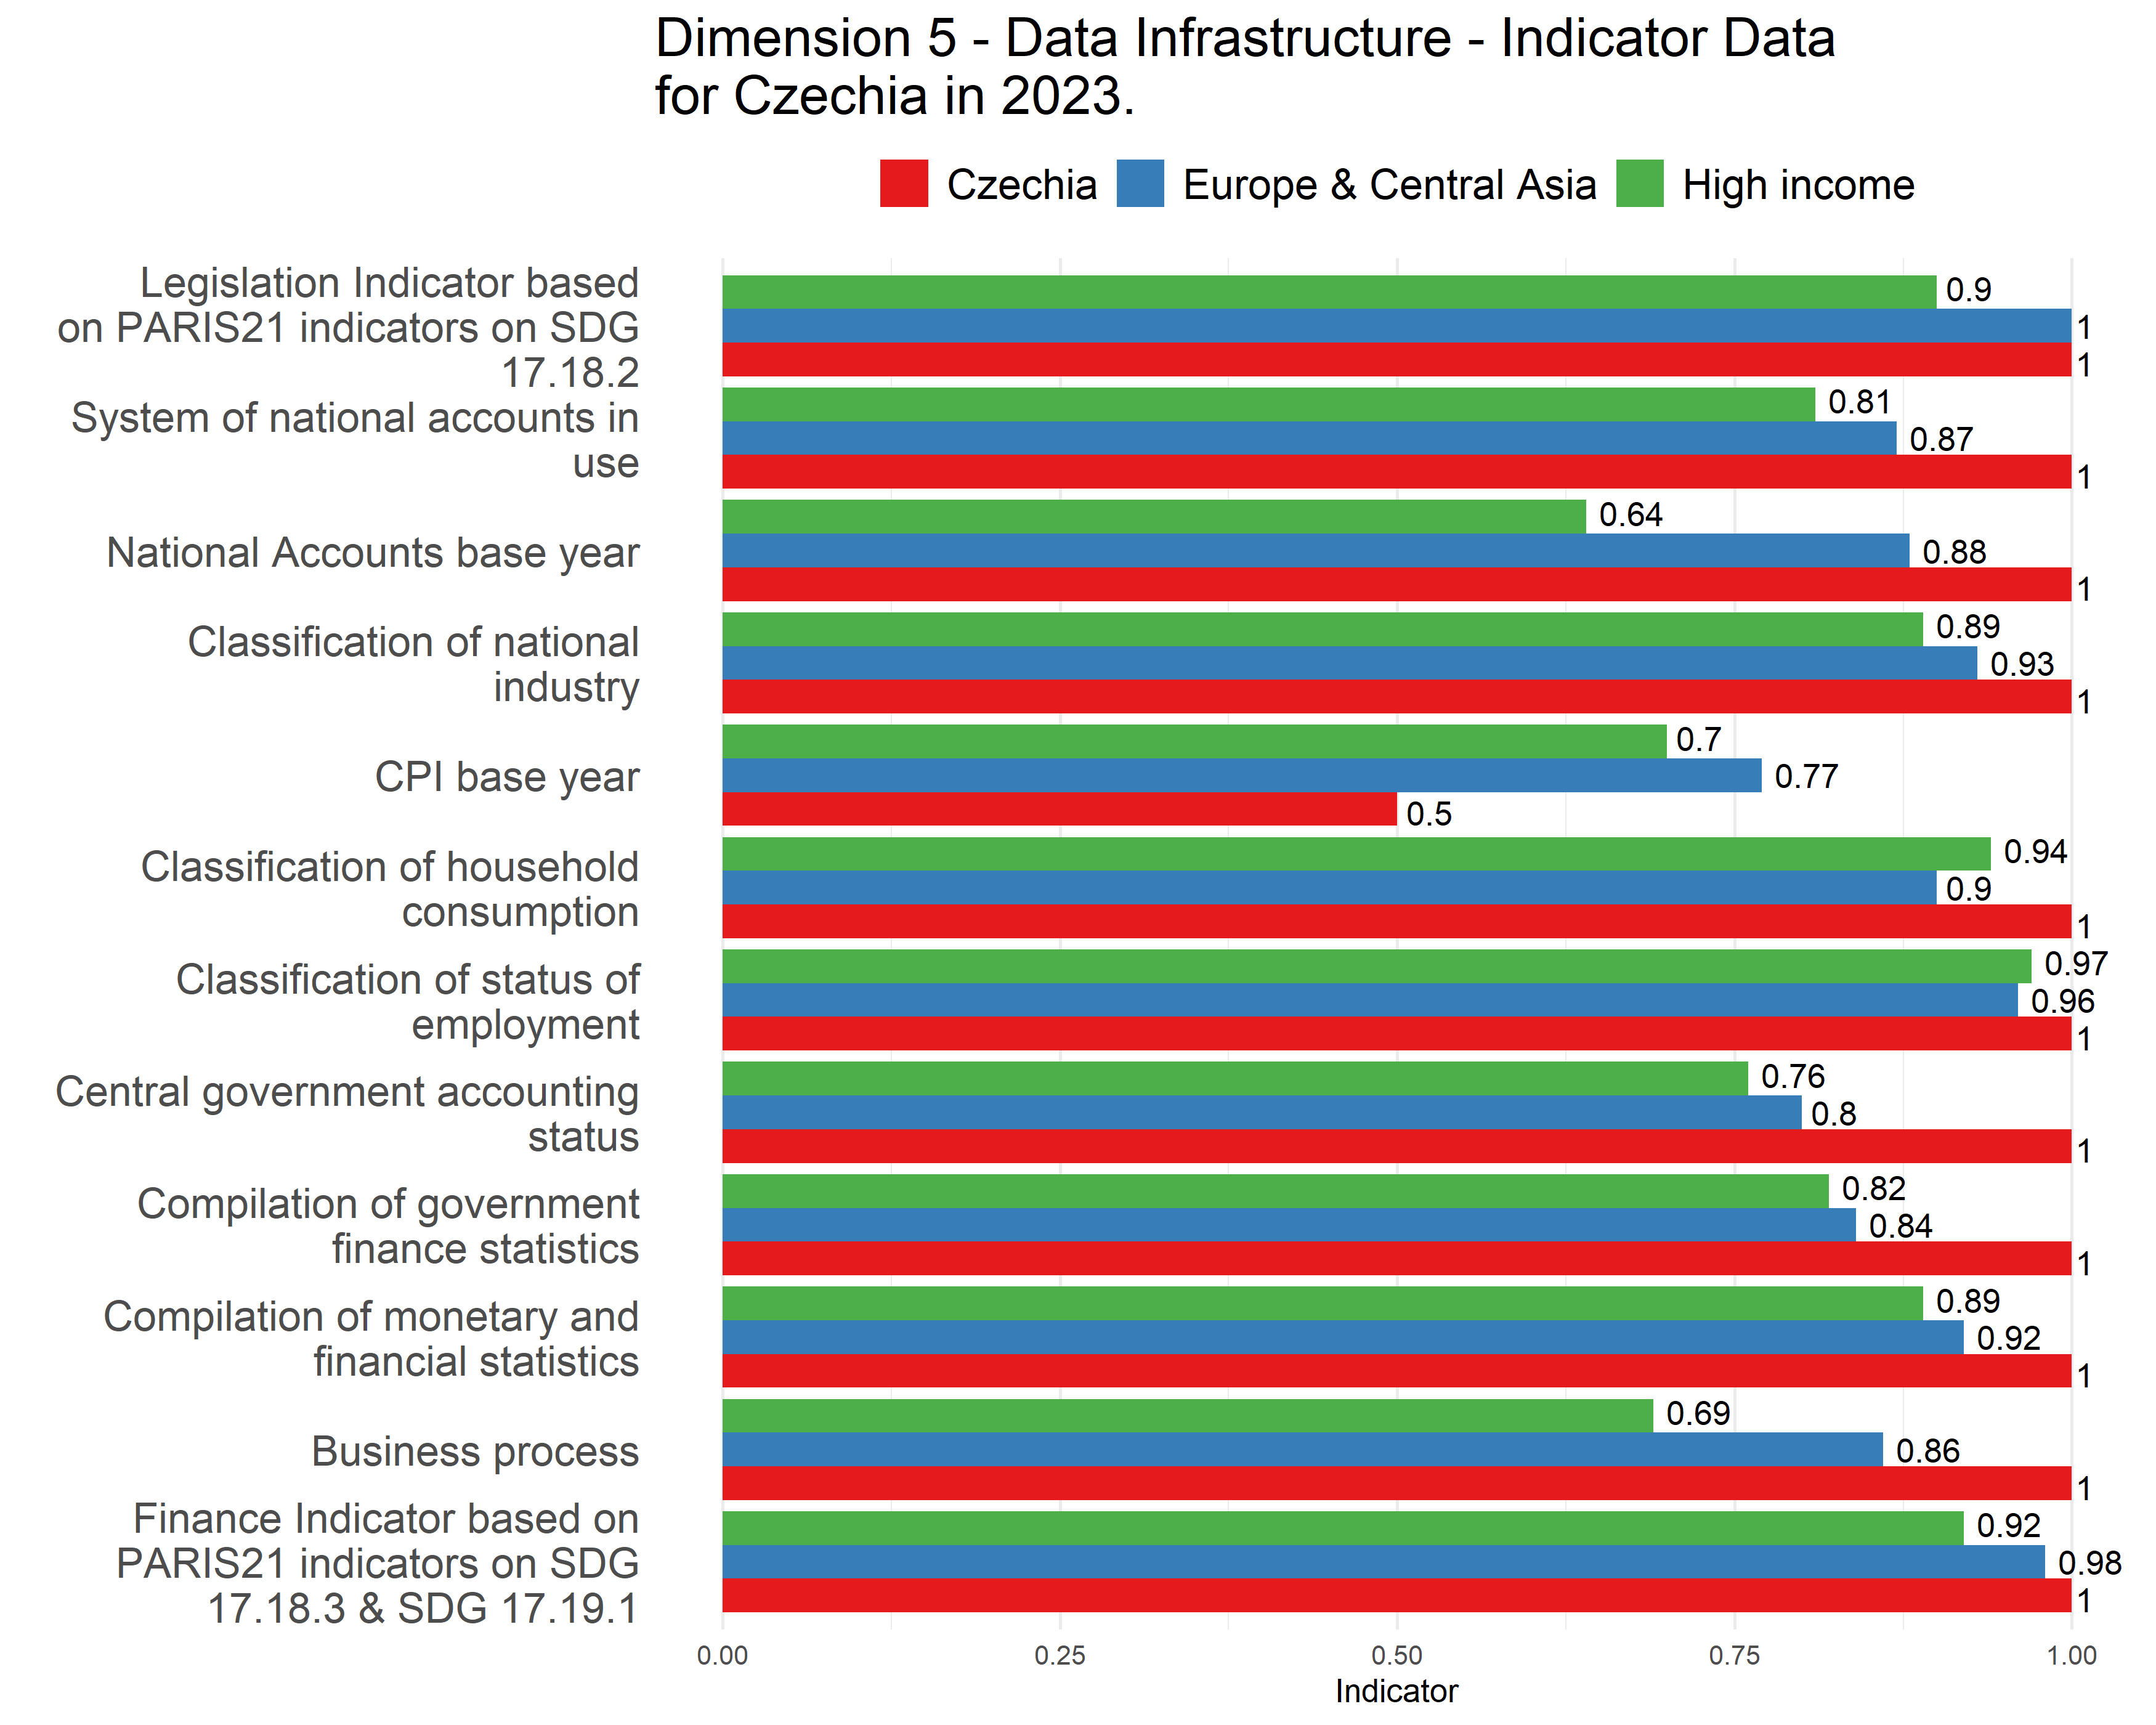 Dimension 5 - Data Infrastructure - Indicator Data
for Czechia in 2023.
Czechia Europe & Central Asia High income
Legislation Indicator based
on PARIS21 indicators on SDG
17.18.2
0.9
1
1
System of national accounts in
use
0.81
0.87
1
National Accounts base year
0.64
0.88
1
Classification of national
industry
0.89
0.93
1
CPI base year
0.7
0.77
0.5
Classification of household
consumption
0.94
0.9
1
Classification of status of
employment
0.97
0.96
1
Central government accounting
status
0.76
0.8
1
Compilation of government
finance statistics
0.82
0.84
1
Compilation of monetary and
financial statistics
0.89
0.92
1
Business process
0.69
0.86
1
Finance Indicator based on
PARIS21 indicators on SDG
17.18.3 & SDG 17.19.1
0.92
0.98
1
0.00 0.25 0.50 0.75 1.00
Indicator